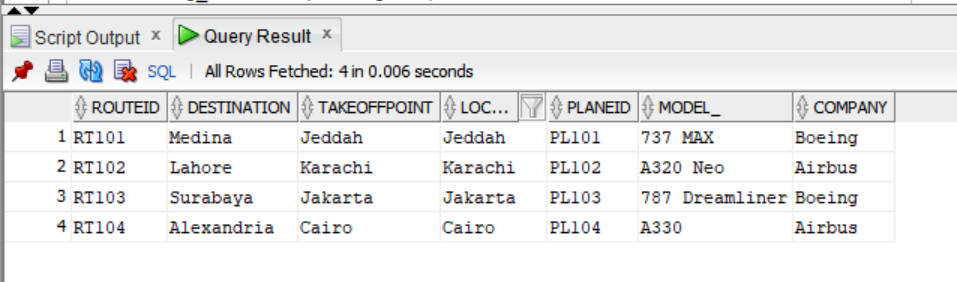 Script Output × Query Result ×
SQL | All Rows Fetched: 4 in 0.006 seconds
ROUTEID DESTINATION TAKEOFFPOINT LOC... PLANEID MODEL_ COMPANY
1 RT101 Medina Jeddah Jeddah PL101 737 MAX Boeing
2 RT102 Lahore Karachi Karachi PL102 A320 Neo Airbus
3 RT103 Surabaya Jakarta Jakarta PL103 787 Dreamliner Boeing
4 RT104 Alexandria Cairo Cairo PL104 A330 Airbus